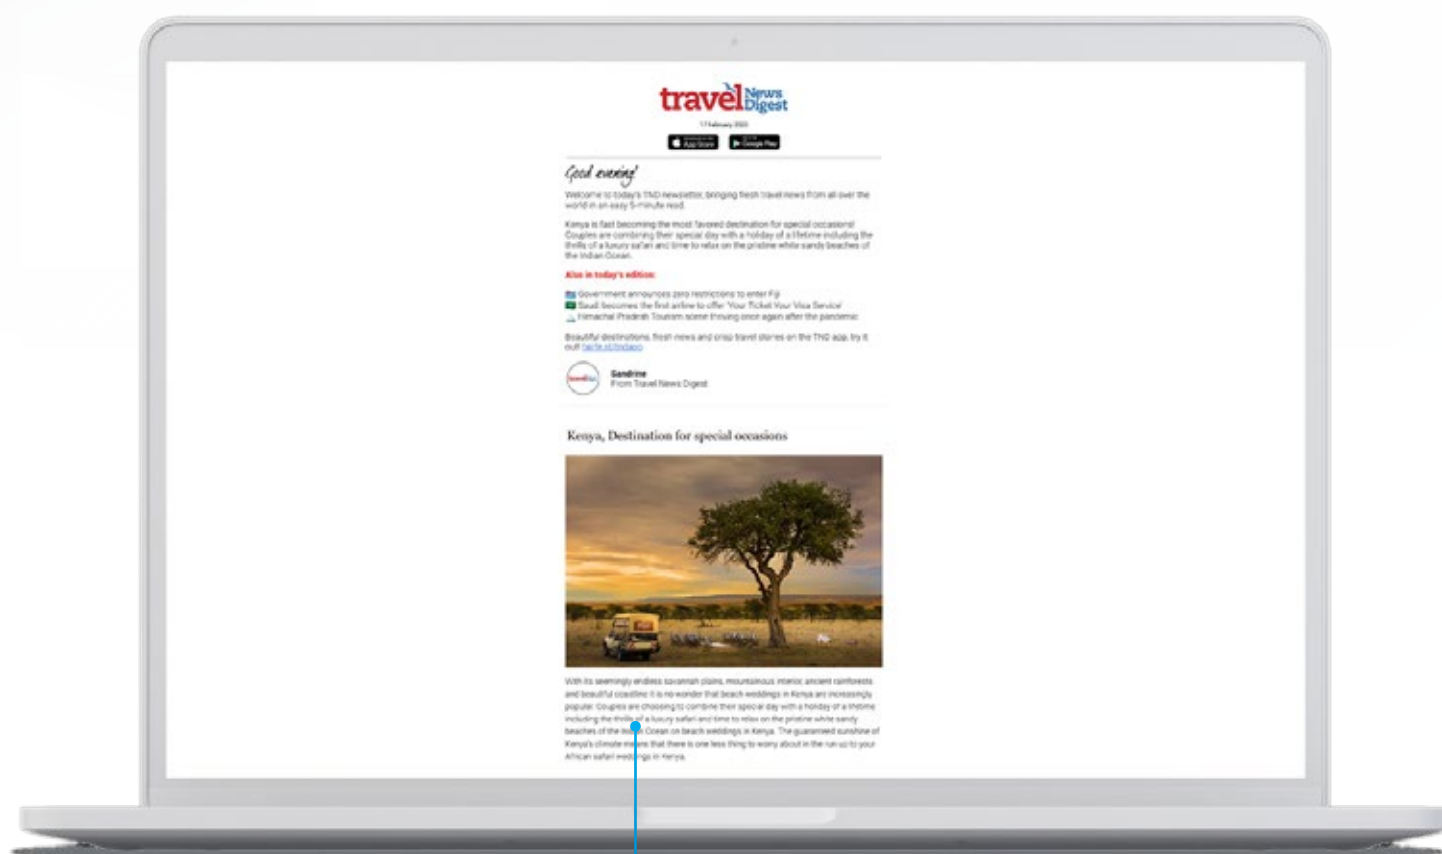 travel News
Digest
17 February 2023
App Store Google Play
Good evening!
Welcome to today's TND newsletter, bringing fresh travel news from all over the
world in an easy 5-minute read.
Kenya is fast becoming the most favored destination for special occasions!
Couples are combining their special day with a holiday of a lifetime including the
thrills of a luxury safari and time to relax on the pristine white sandy beaches of
the Indian Ocean.
Also in today's edition:
Government announces zero restrictions to enter Fiji
Saudi becomes the first airline to offer 'Your Ticket Your Visa Service'
Himachal Pradesh Tourism scene thriving once again after the pandemic
Beautiful destinations, fresh news and crisp travel stories on the TND app, try it
out!
Sandrine
From Travel News Digest
Kenya, Destination for special occasions
With its seemingly endless savannah plains, mountainous interior, ancient rainforests
and beautiful coastline it is no wonder that beach weddings in Kenya are increasingly
popular. Couples are choosing to combine their special day with a holiday of a lifetime
including the thrills of a luxury safari and time to relax on the pristine white sandy
beaches of the Indian Ocean on beach weddings in Kenya. The guaranteed sunshine of
Kenya's climate means that there is one less thing to worry about in the run up to your
African safari weddings in Kenya.